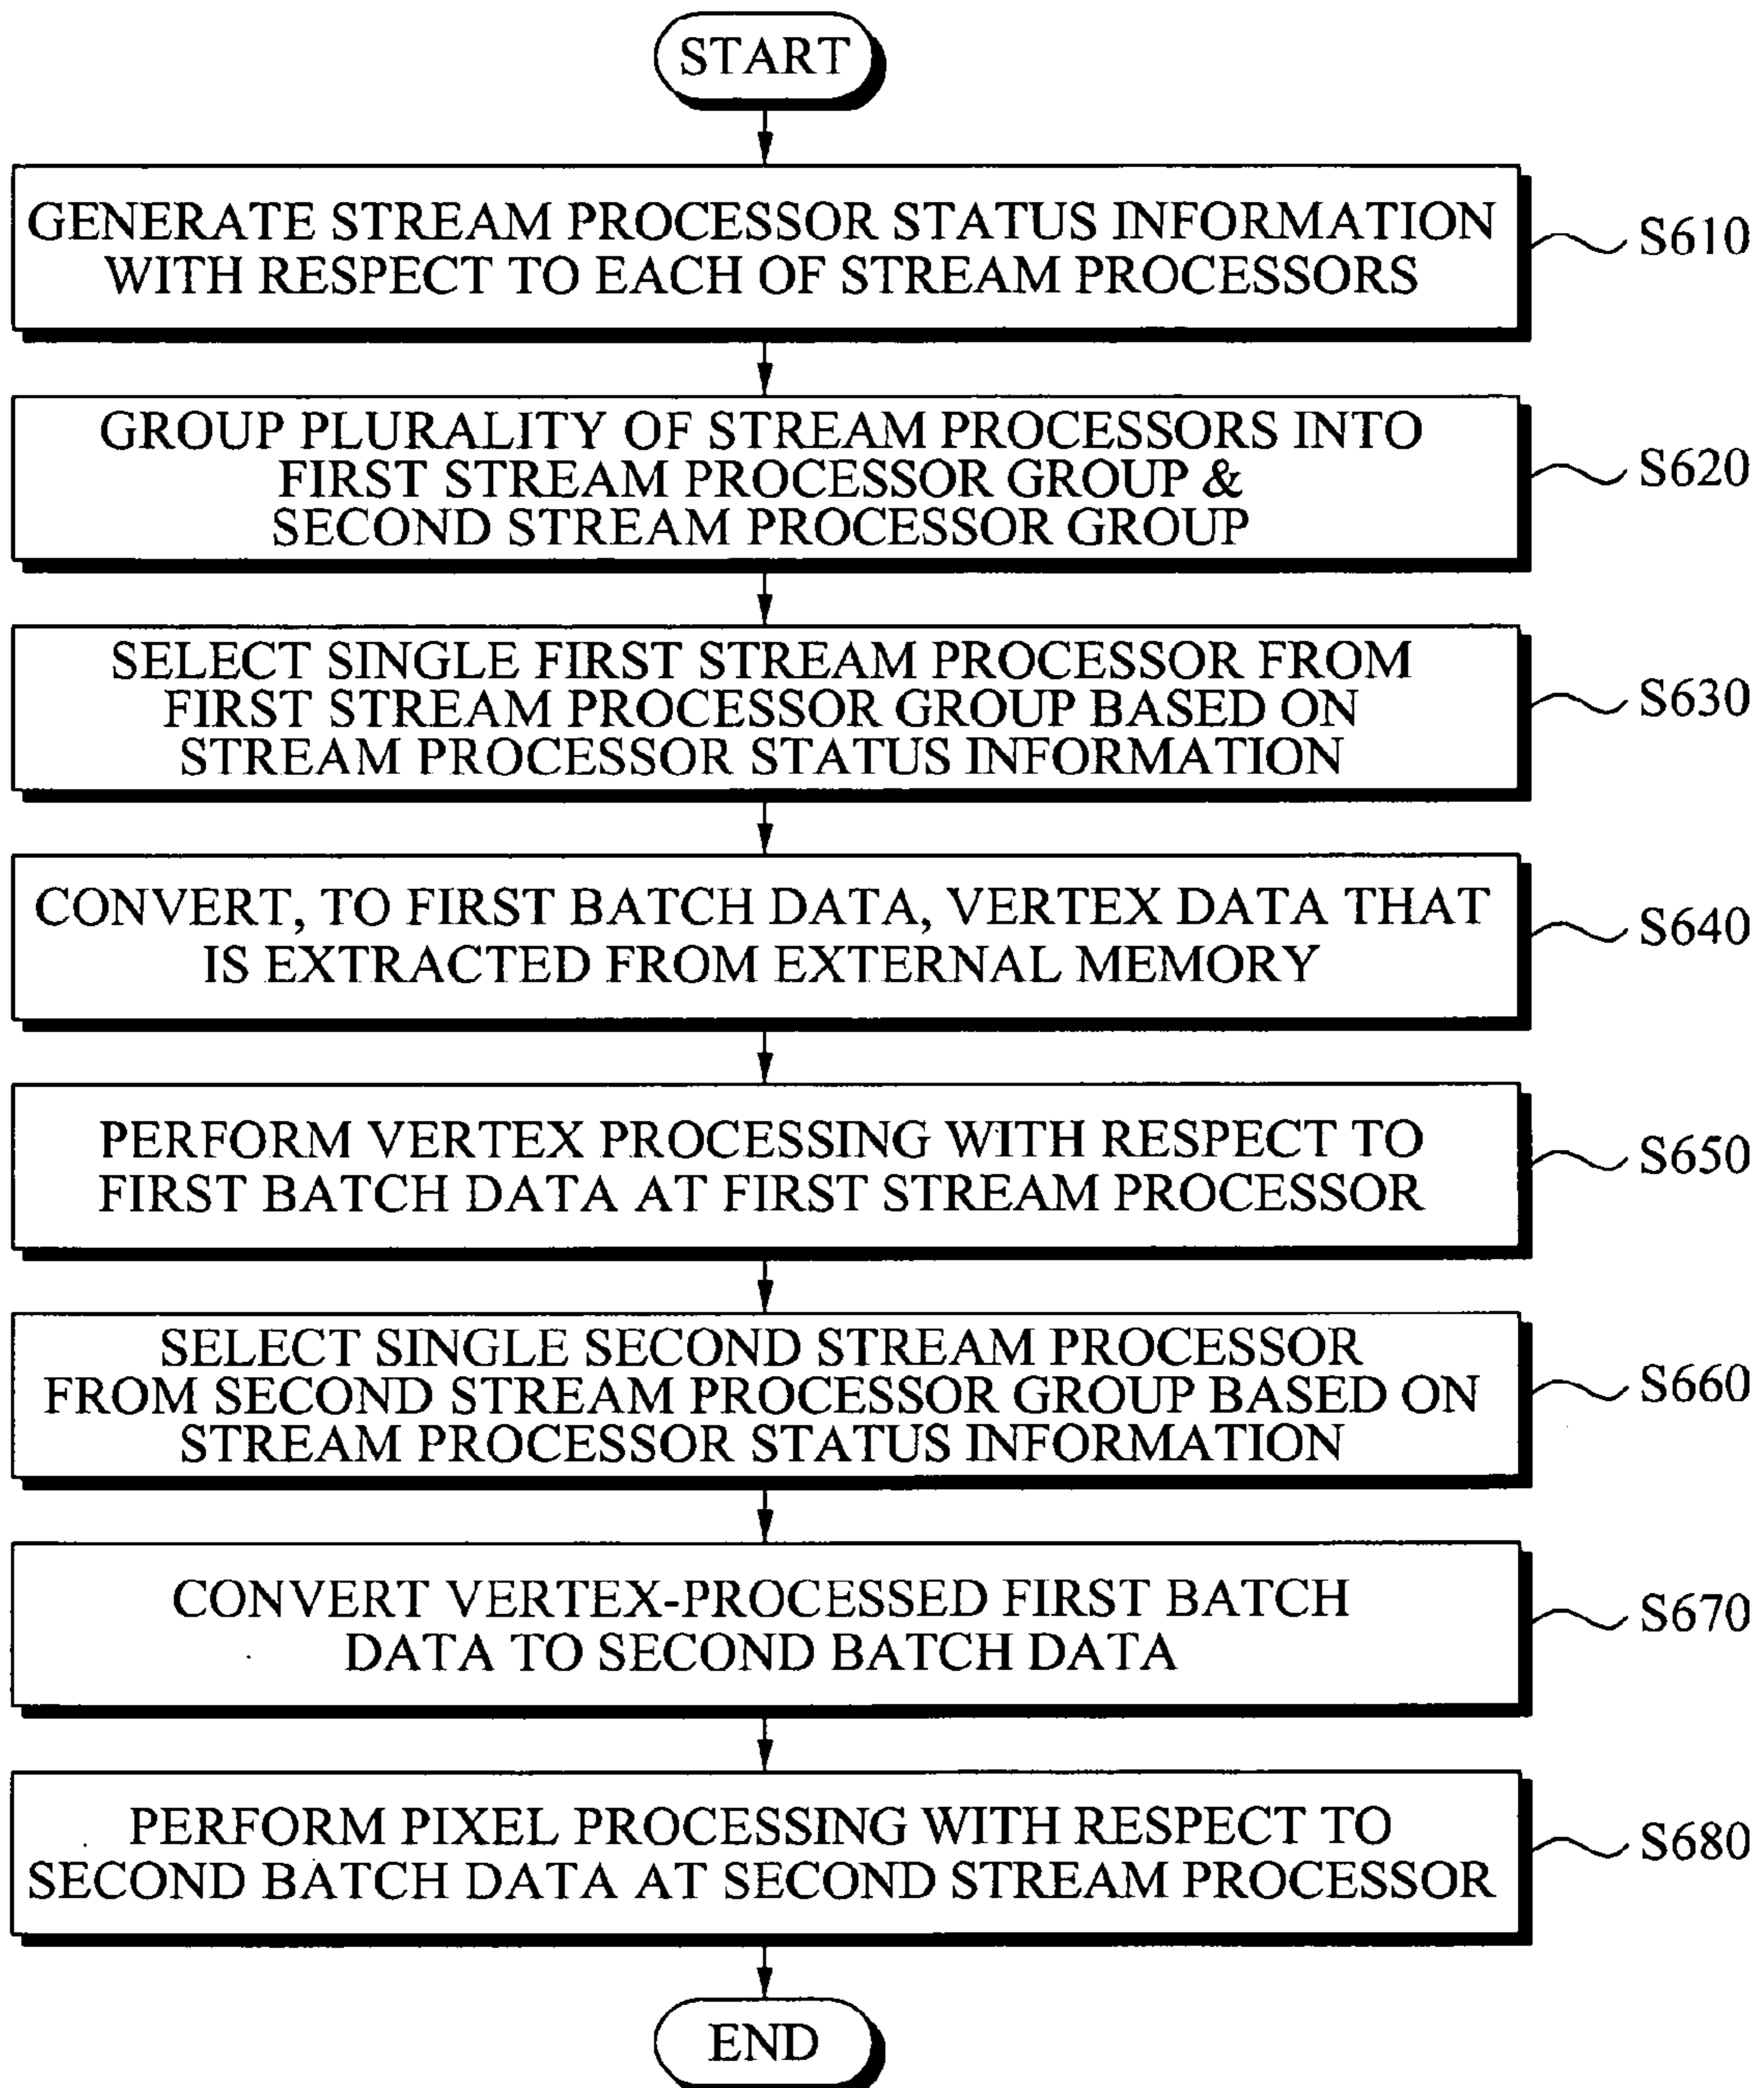 START
GENERATE STREAM PROCESSOR STATUS INFORMATION
WITH RESPECT TO EACH OF STREAM PROCESSORS
S610
GROUP PLURALITY OF STREAM PROCESSORS INTO
FIRST STREAM PROCESSOR GROUP &
SECOND STREAM PROCESSOR GROUP
S620
SELECT SINGLE FIRST STREAM PROCESSOR FROM
FIRST STREAM PROCESSOR GROUP BASED ON
STREAM PROCESSOR STATUS INFORMATION
S630
CONVERT, TO FIRST BATCH DATA, VERTEX DATA THAT
IS EXTRACTED FROM EXTERNAL MEMORY
S640
PERFORM VERTEX PROCESSING WITH RESPECT TO
FIRST BATCH DATA AT FIRST STREAM PROCESSOR
S650
SELECT SINGLE SECOND STREAM PROCESSOR
FROM SECOND STREAM PROCESSOR GROUP BASED ON
STREAM PROCESSOR STATUS INFORMATION
S660
CONVERT VERTEX-PROCESSED FIRST BATCH
DATA TO SECOND BATCH DATA
S670
PERFORM PIXEL PROCESSING WITH RESPECT TO
SECOND BATCH DATA AT SECOND STREAM PROCESSOR
S680
END